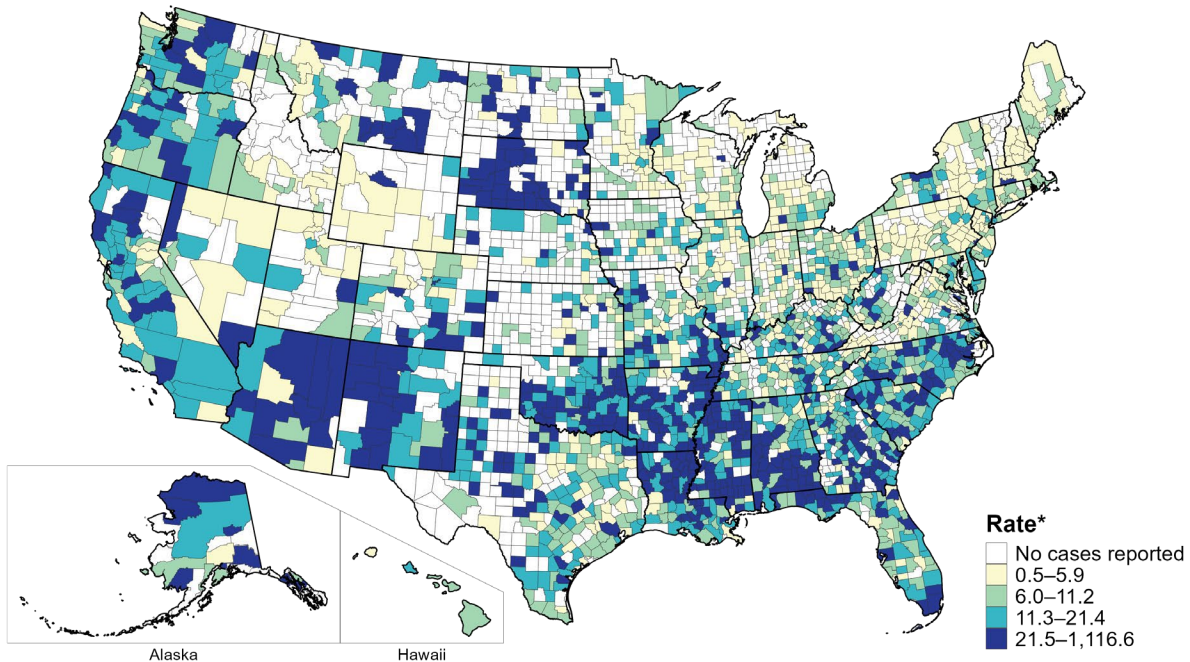 Rate*
No cases reported
0.5–5.9
6.0–11.2
11.3–21.4
21.5–1,116.6
Alaska
Hawaii